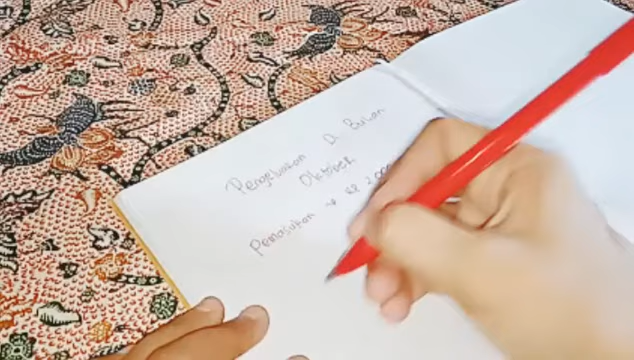 Pengeluaran Di Bulan
Oktober
Pemasukan → RP 2.000